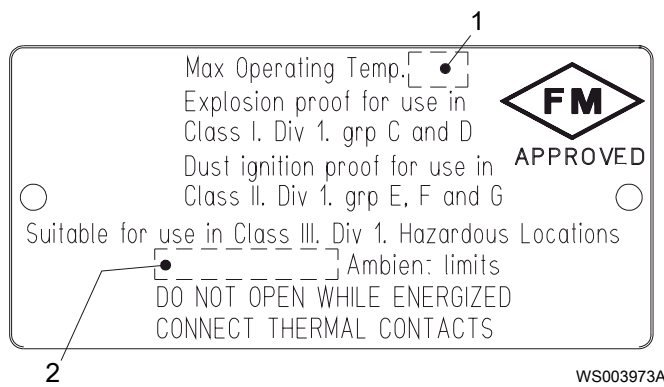 1
Max Operating Temp.
Explosion proof for use in
Class I. Div 1. grp C and D
FM
APPROVED
Dust ignition proof for use in
Class II. Div 1. grp E, F and G
Suitable for use in Class III. Div 1. Hazardous Locations
Ambient limits
DO NOT OPEN WHILE ENERGIZED
CONNECT THERMAL CONTACTS
2
WS003973A